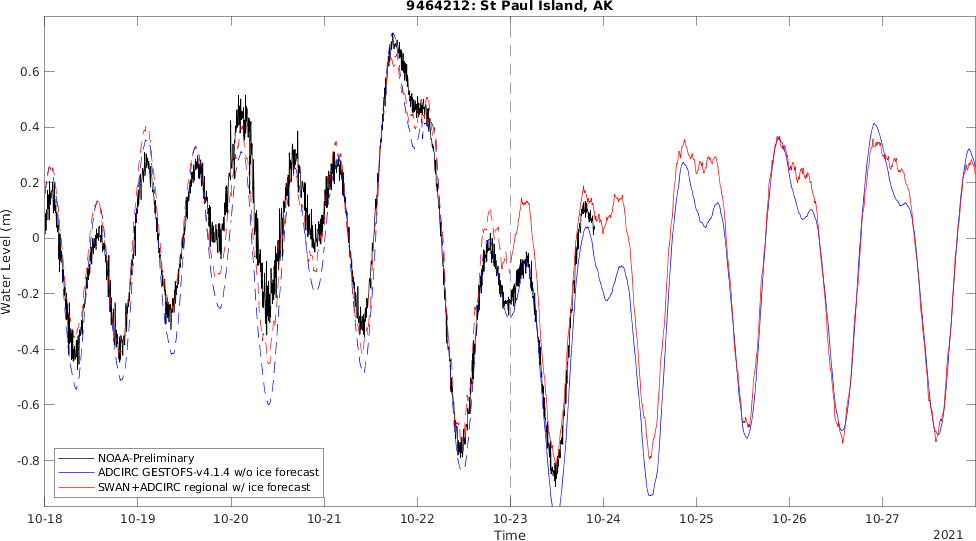 9464212: St Paul Island, AK
Water Level (m)
0.6
0.4
0.2
0
-0.2
-0.4
-0.6
-0.8
NOAA-Preliminary
ADCIRC GESTOFS-v4.1.4 w/o ice forecast
SWAN+ADCIRC regional w/ ice forecast
10-18 10-19 10-20 10-21 10-22 10-23 10-24 10-25 10-26 10-27
Time
2021